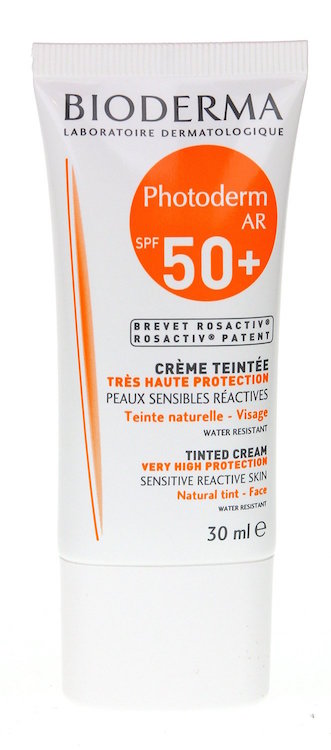 BIODERMA
LABORATOIRE DERMATOLOGIQUE
Photoderm
AR
SPF 50+
BREVET ROSACTIV®
ROSACTIV® PATENT
CRÈME TEINTÉE
TRÈS HAUTE PROTECTION
PEAUX SENSIBLES RÉACTIVES
Teinte naturelle - Visage
WATER RESISTANT
TINTED CREAM
VERY HIGH PROTECTION
SENSITIVE REACTIVE SKIN
Natural tint - Face
WATER RESISTANT
30 ml ℮